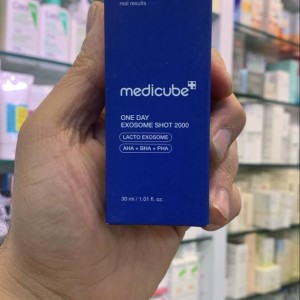 real results
medicube
ONE DAY
EXOSOME SHOT 2000
LACTO EXOSOME
AHA + BHA + PHA
30 ml / 1.01 fl. oz.